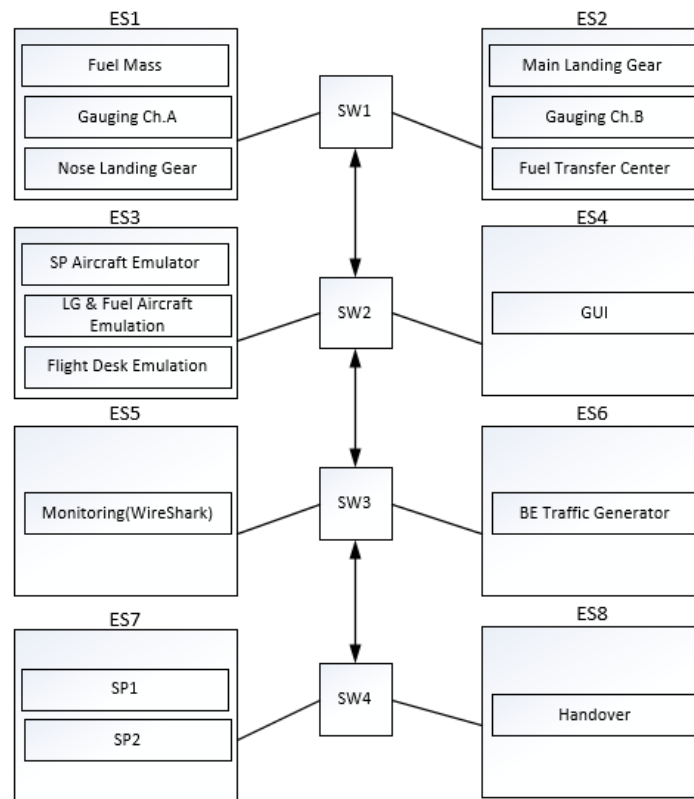 ES1
ES2
Fuel Mass
Main Landing Gear
SW1
Gauging Ch.A
Gauging Ch.B
Nose Landing Gear
Fuel Transfer Center
ES3
ES4
SP Aircraft Emulator
LG & Fuel Aircraft
Emulation
SW2
GUI
Flight Desk Emulation
ES5
ES6
Monitoring(WireShark)
SW3
BE Traffic Generator
ES7
ES8
SP1
SW4
Handover
SP2